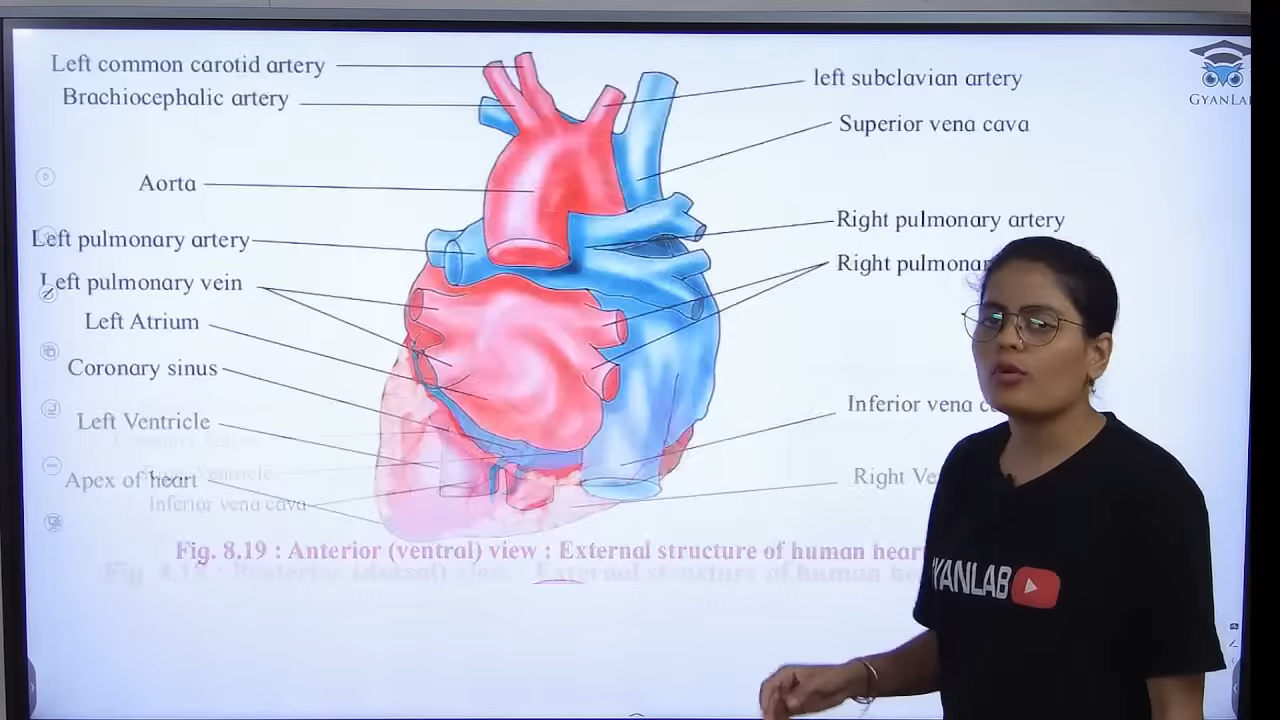 Left common carotid artery
Brachiocephalic artery
Aorta
Left pulmonary artery
Left pulmonary vein
Left Atrium
Coronary sinus
Left Ventricle
Apex of heart
Inferior vena cava
left subclavian artery
Superior vena cava
Right pulmonary artery
Right pulmonar
Inferior vena c
Right Ve
Fig. 8.19 : Anterior (ventral) view : External structure of human hear
GYANLA
YANLAB